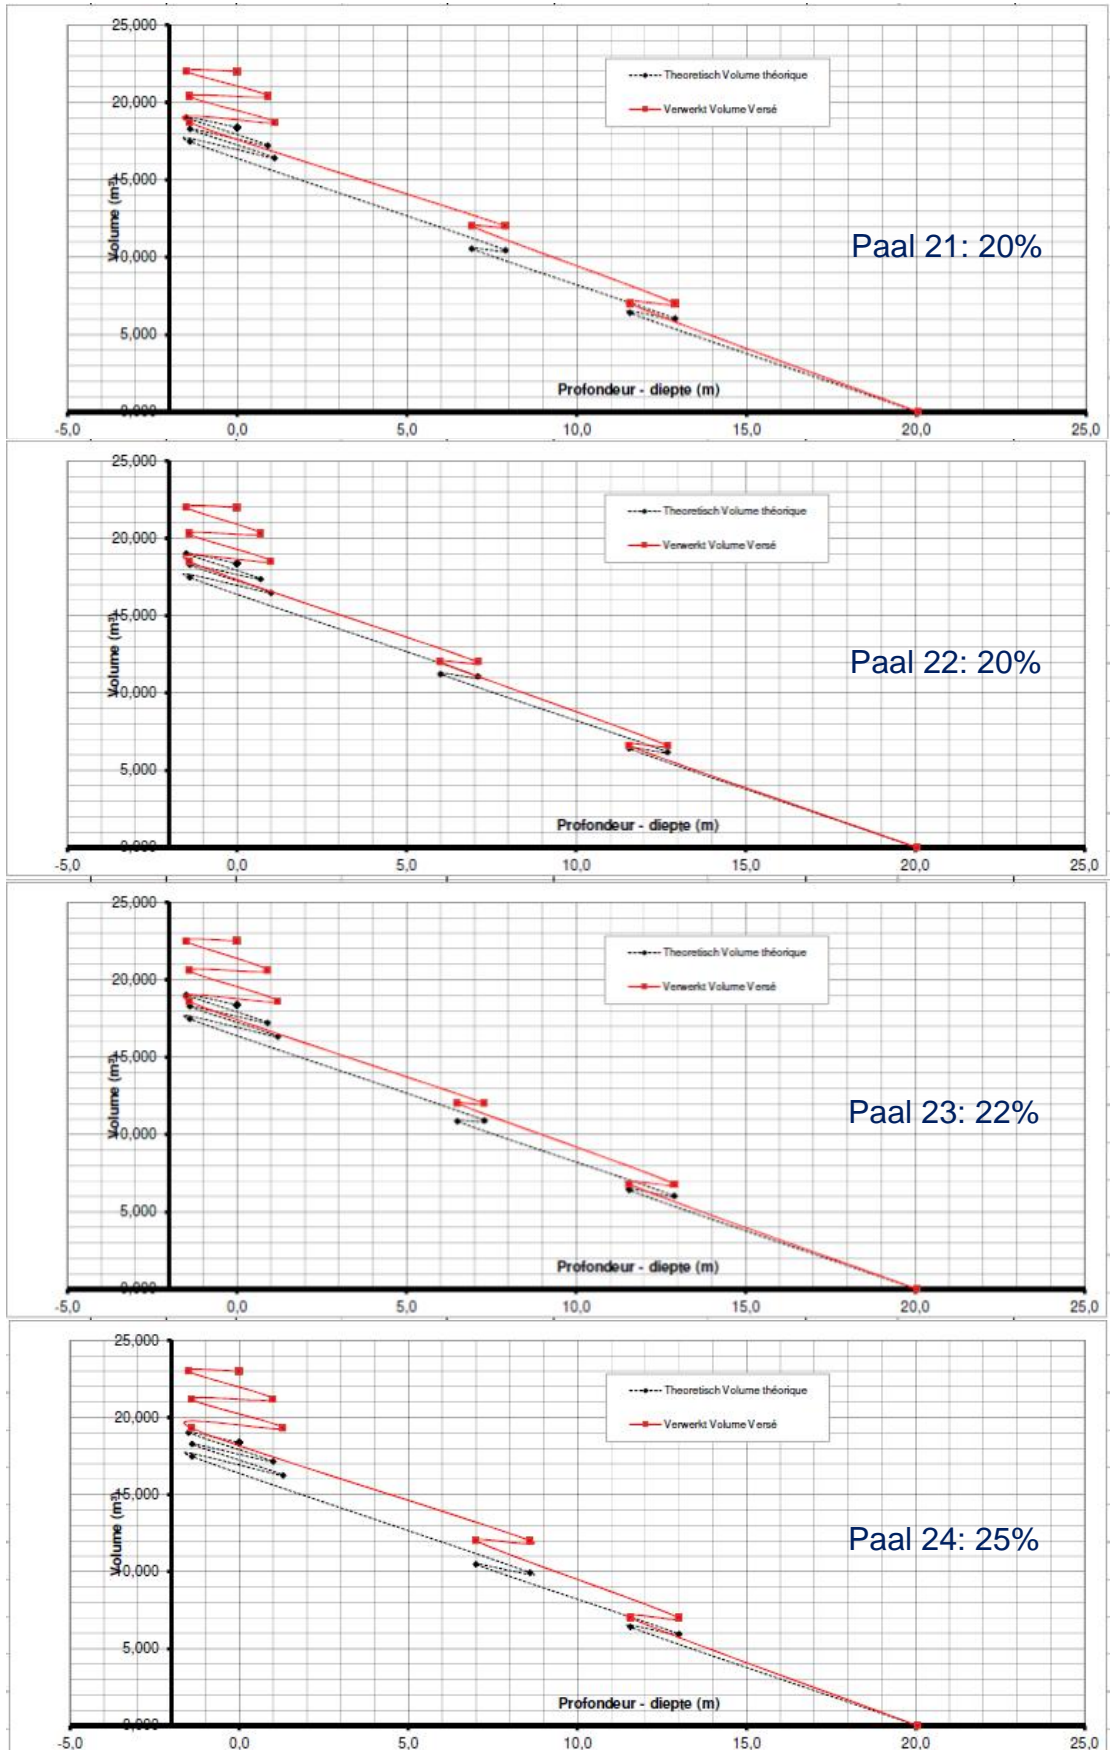 25,000
Theoretisch Volume théorique
20,000
Verwerkt Volume Versé
Volume (m³)
15,000
Paal 21: 20%
10,000
5,000
Profondeur - diepte (m)
0,000
-5,0 0,0 5,0 10,0 15,0 20,0 25,0
25,000
Theoretisch Volume théorique
20,000
Verwerkt Volume Versé
Volume (m³)
15,000
Paal 22: 20%
10,000
5,000
Profondeur - diepte (m)
0,000
-5,0 0,0 5,0 10,0 15,0 20,0 25,0
25,000
Theoretisch Volume théorique
20,000
Verwerkt Volume Versé
Volume (m³)
15,000
Paal 23: 22%
10,000
5,000
Profondeur - diepte (m)
0,000
-5,0 0,0 5,0 10,0 15,0 20,0 25,0
25,000
Theoretisch Volume théorique
20,000
Verwerkt Volume Versé
Volume (m³)
15,000
Paal 24: 25%
10,000
5,000
Profondeur - diepte (m)
0,000
-5,0 0,0 5,0 10,0 15,0 20,0 25,0